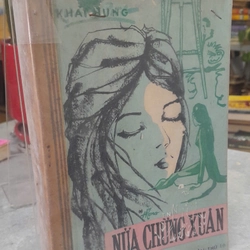 KHÁI HƯNG
NỬA CHỪNG XUÂN